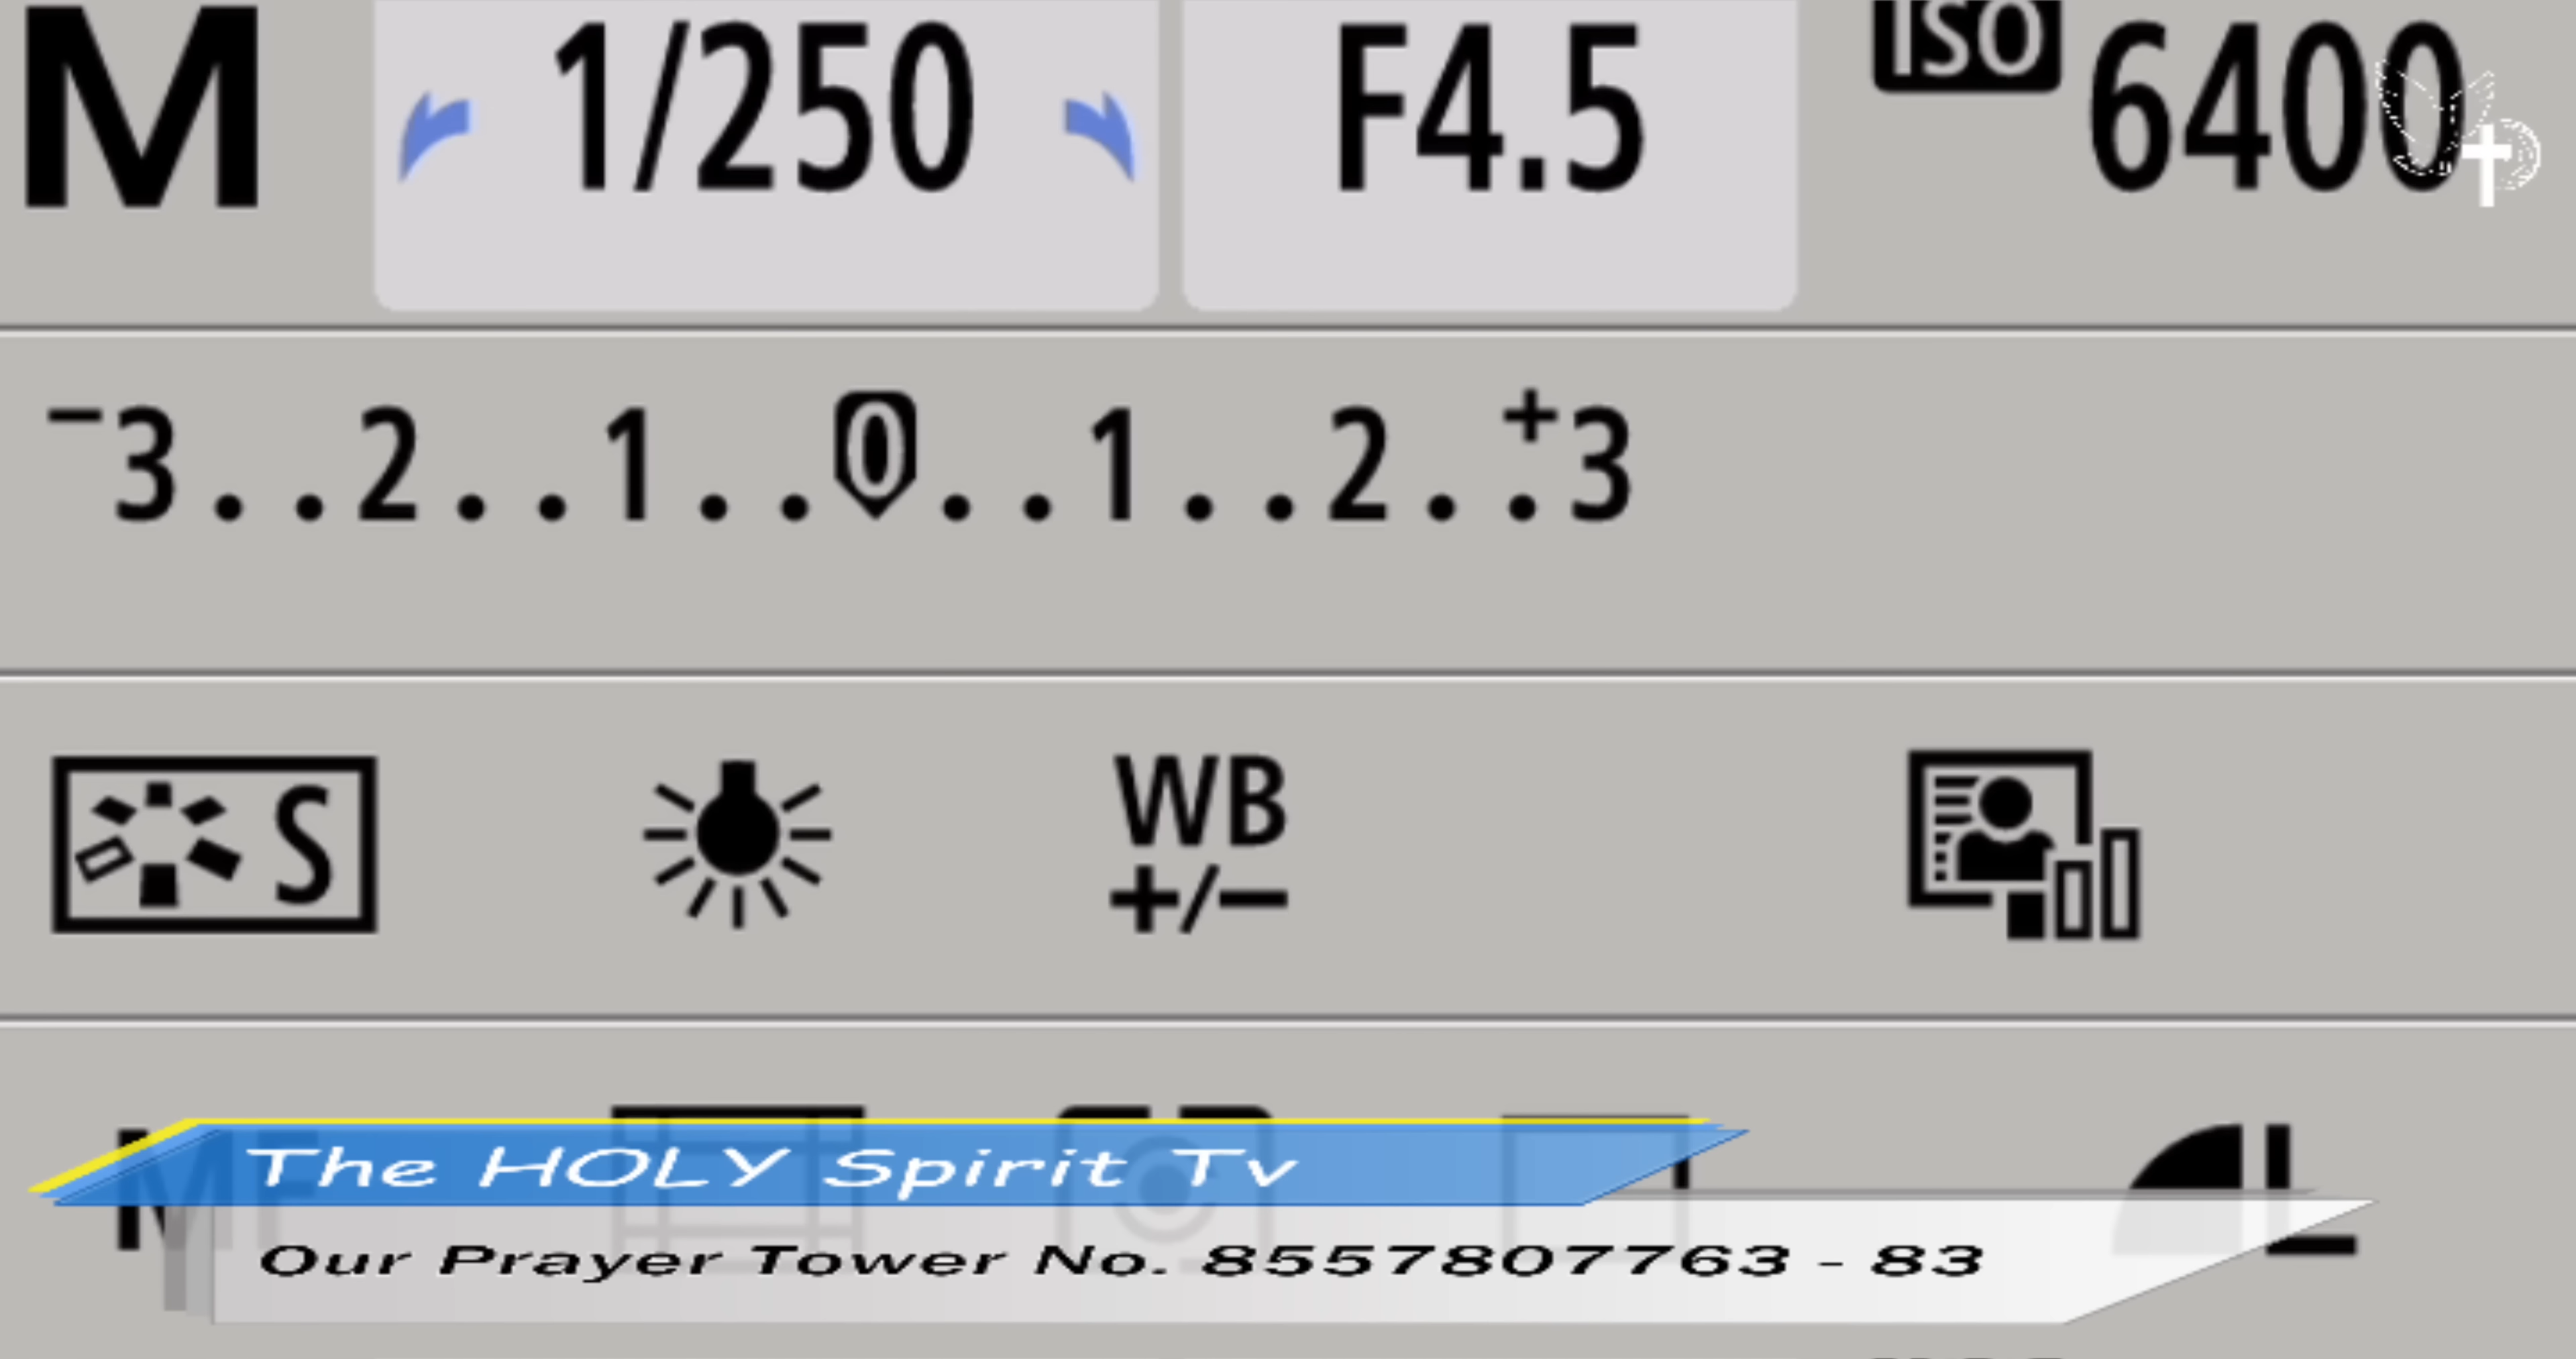 M 1/250 F4.5 ISO 6400
-3..2..1..0..1..2..+3
S WB +/-
The HOLY Spirit Tv
L
Our Prayer Tower No. 8557807763 - 83